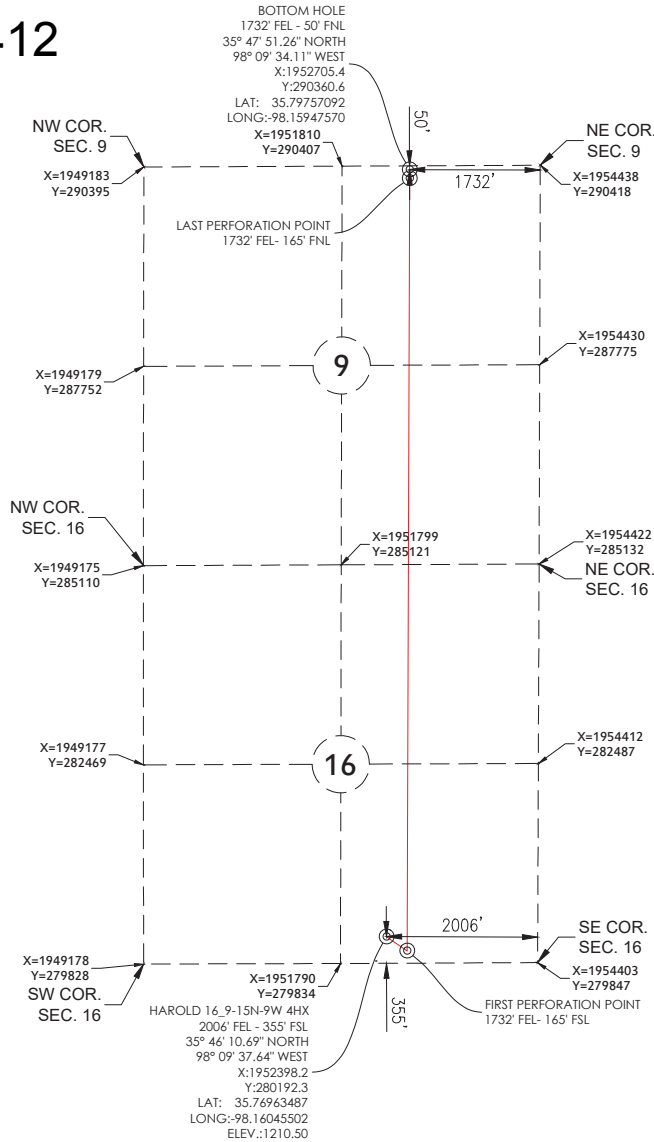 412
BOTTOM HOLE
1732' FEL - 50' FNL
35° 47' 51.26" NORTH
98° 09' 34.11" WEST
X:1952705.4
Y:290360.6
LAT: 35.79757092
LONG:-98.15947570
50'
NW COR.
SEC. 9
X=1951810
Y=290407
NE COR.
SEC. 9
X=1949183
Y=290395
1732'
X=1954438
Y=290418
LAST PERFORATION POINT
1732' FEL- 165' FNL
X=1949179
Y=287752
9
X=1954430
Y=287775
NW COR.
SEC. 16
X=1949175
Y=285110
X=1951799
Y=285121
X=1954422
Y=285132
NE COR.
SEC. 16
X=1949177
Y=282469
16
X=1954412
Y=282487
2006'
X=1949178
Y=279828
SW COR.
SEC. 16
X=1951790
Y=279834
SE COR.
SEC. 16
X=1954403
Y=279847
HAROLD 16_9-15N-9W 4HX
2006' FEL - 355' FSL
35° 46' 10.69" NORTH
98° 09' 37.64" WEST
X:1952398.2
Y:280192.3
LAT: 35.76963487
LONG:-98.16045502
ELEV.:1210.50
355'
FIRST PERFORATION POINT
1732' FEL- 165' FSL